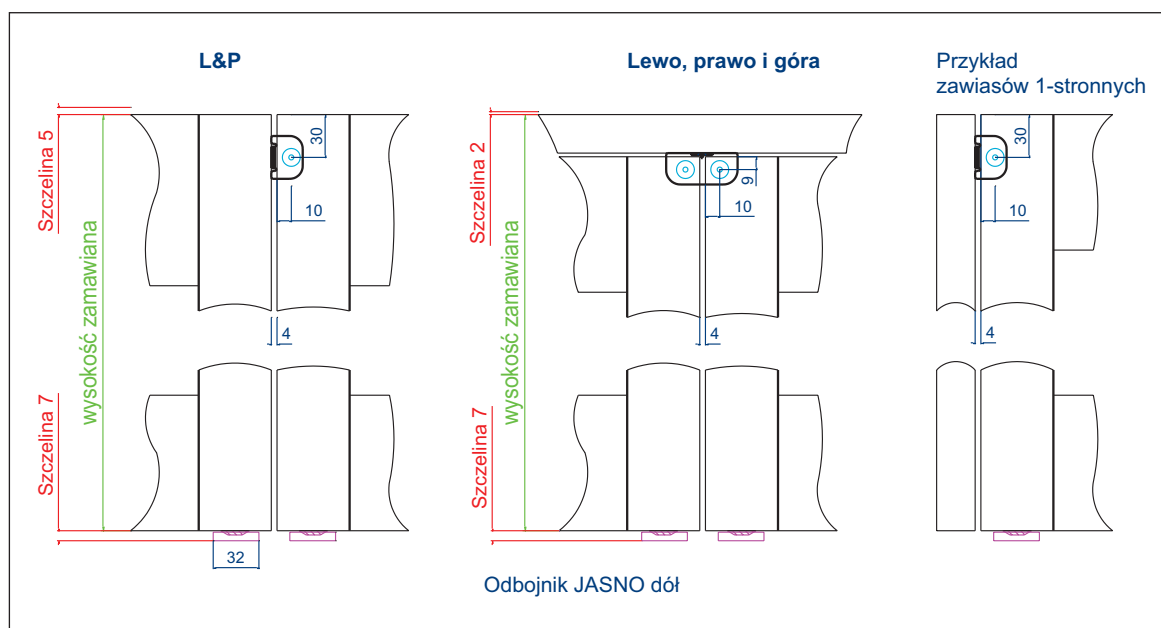 L&P
Lewo, prawo i góra
Przykład
zawiasów 1-stronnych
Szczelina 5
wysokość zamawiana
30
10
4
Szczelina 2
wysokość zamawiana
9
10
4
30
10
4
Szczelina 7
32
Szczelina 7
Odbojnik JASNO dół